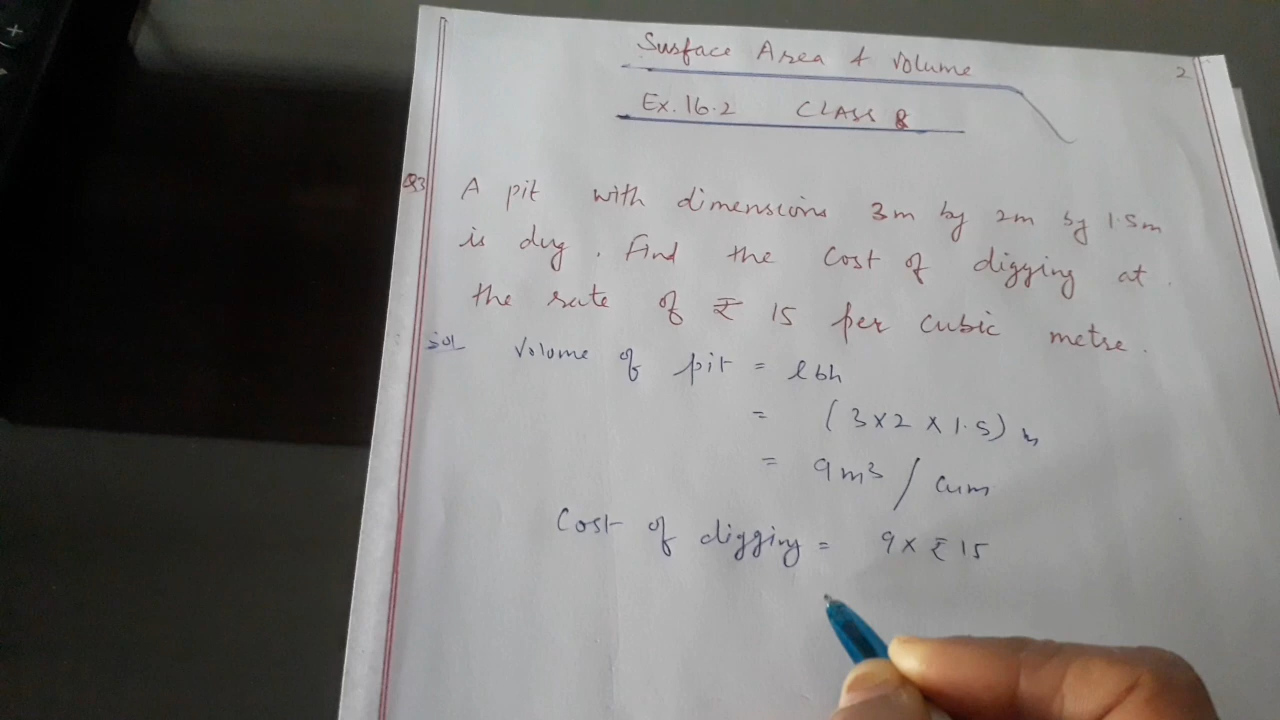 Surface Area & Volume
2
Ex. 16.2 CLASS 8
Q3 A pit with dimensions 3m by 2m by 1.5m
is dug. Find the cost of digging at
the rate of ₹ 15 per cubic metre.
Sol Volume of pit = lbh
= (3 x 2 x 1.5) m
= 9m³ / cum
Cost of digging = 9 x ₹ 15